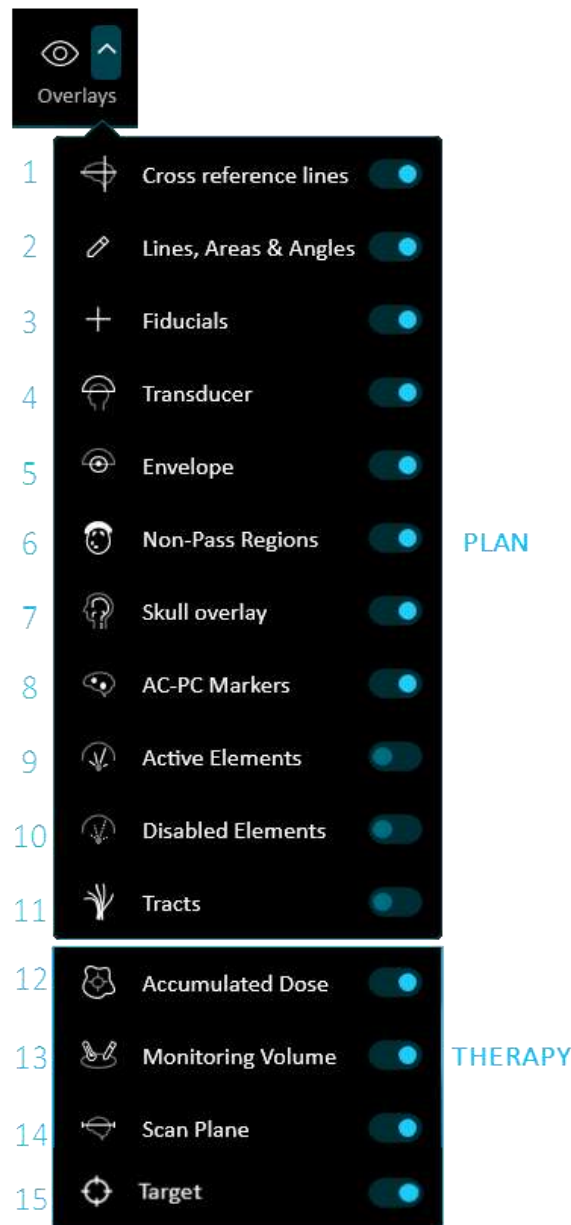 Overlays
1 Cross reference lines
2 Lines, Areas & Angles
3 Fiducials
4 Transducer
5 Envelope
6 Non-Pass Regions PLAN
7 Skull overlay
8 AC-PC Markers
9 Active Elements
10 Disabled Elements
11 Tracts
12 Accumulated Dose
13 Monitoring Volume THERAPY
14 Scan Plane
15 Target